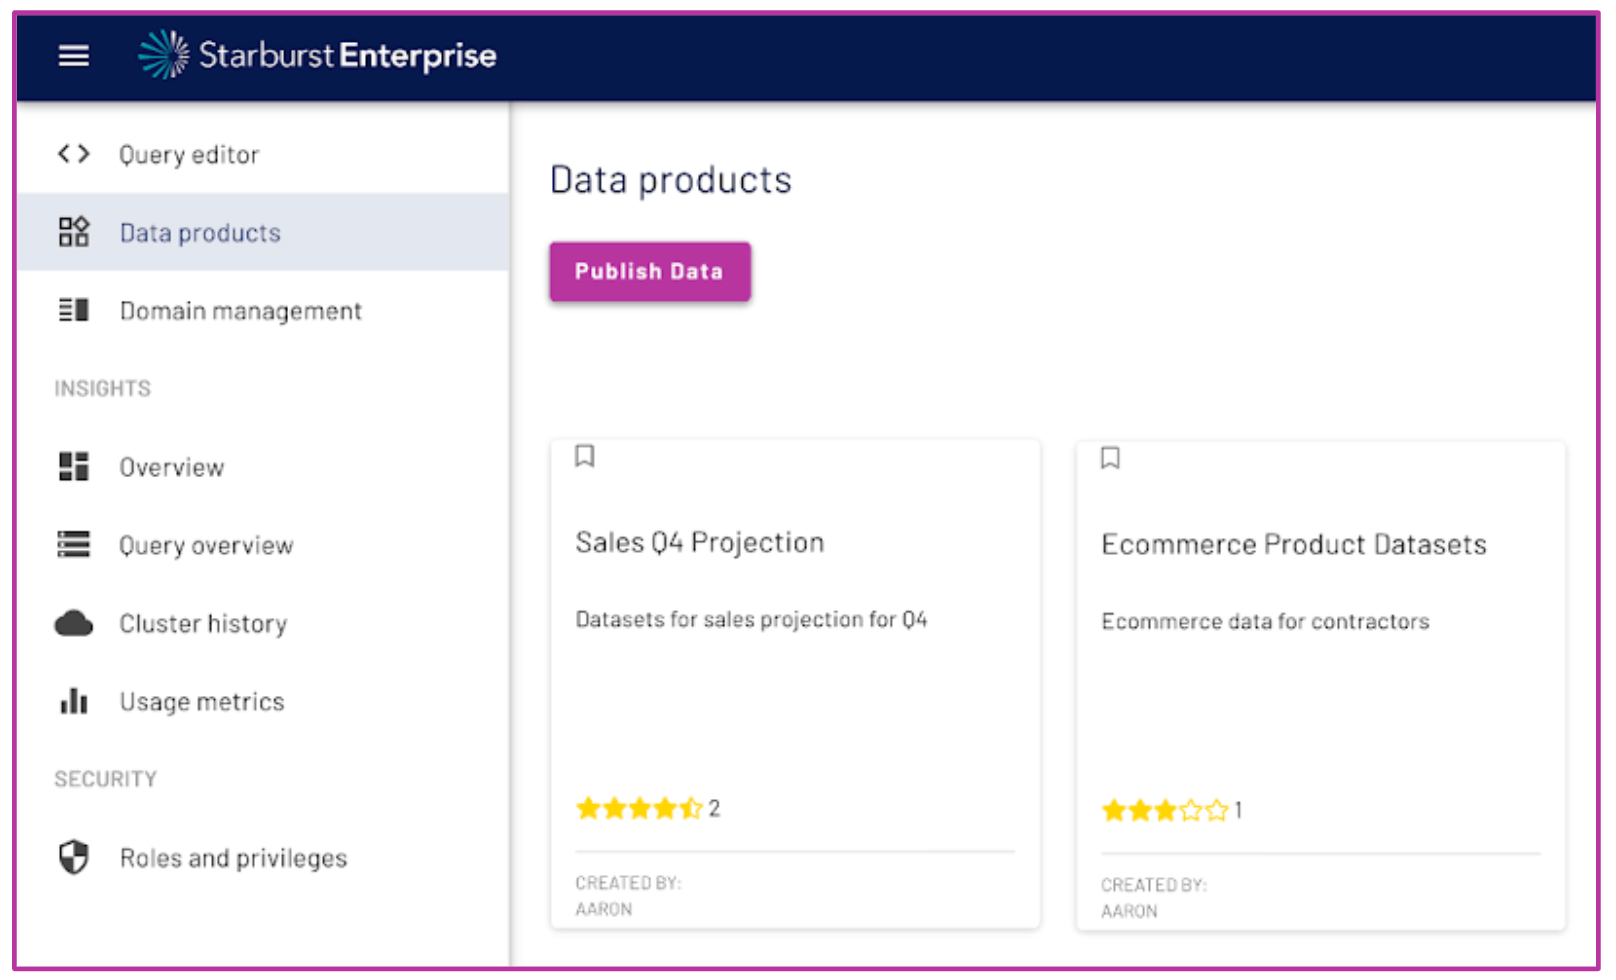 Starburst Enterprise
Query editor
Data products
Domain management
INSIGHTS
Overview
Query overview
Cluster history
Usage metrics
SECURITY
Roles and privileges
Data products
Publish Data
Sales Q4 Projection
Datasets for sales projection for Q4
2
CREATED BY:
AARON
Ecommerce Product Datasets
Ecommerce data for contractors
1
CREATED BY:
AARON